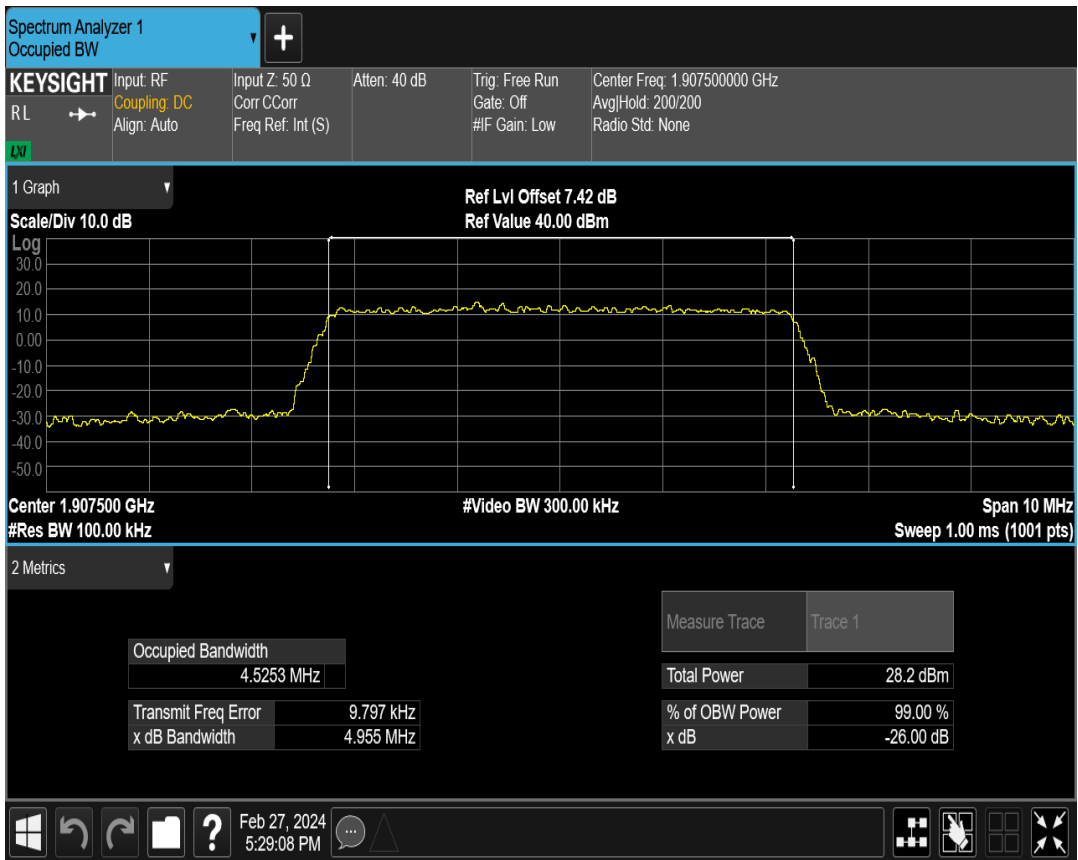 Spectrum Analyzer 1
Occupied BW
+
KEYSIGHT
RL
LXI
Input: RF
Coupling: DC
Align: Auto
Input Z: 50 Ω
Corr CCorr
Freq Ref: Int (S)
Atten: 40 dB
Trig: Free Run
Gate: Off
#IF Gain: Low
Center Freq: 1.907500000 GHz
Avg|Hold: 200/200
Radio Std: None
1 Graph
Scale/Div 10.0 dB
Ref Lvl Offset 7.42 dB
Ref Value 40.00 dBm
Log
30.0
20.0
10.0
0.00
-10.0
-20.0
-30.0
-40.0
-50.0
Center 1.907500 GHz
#Video BW 300.00 kHz
Span 10 MHz
#Res BW 100.00 kHz
Sweep 1.00 ms (1001 pts)
2 Metrics
Measure Trace Trace 1
Occupied Bandwidth
4.5253 MHz
Total Power 28.2 dBm
Transmit Freq Error 9.797 kHz
% of OBW Power 99.00 %
x dB Bandwidth 4.955 MHz
x dB -26.00 dB
?
Feb 27, 2024
5:29:08 PM
...